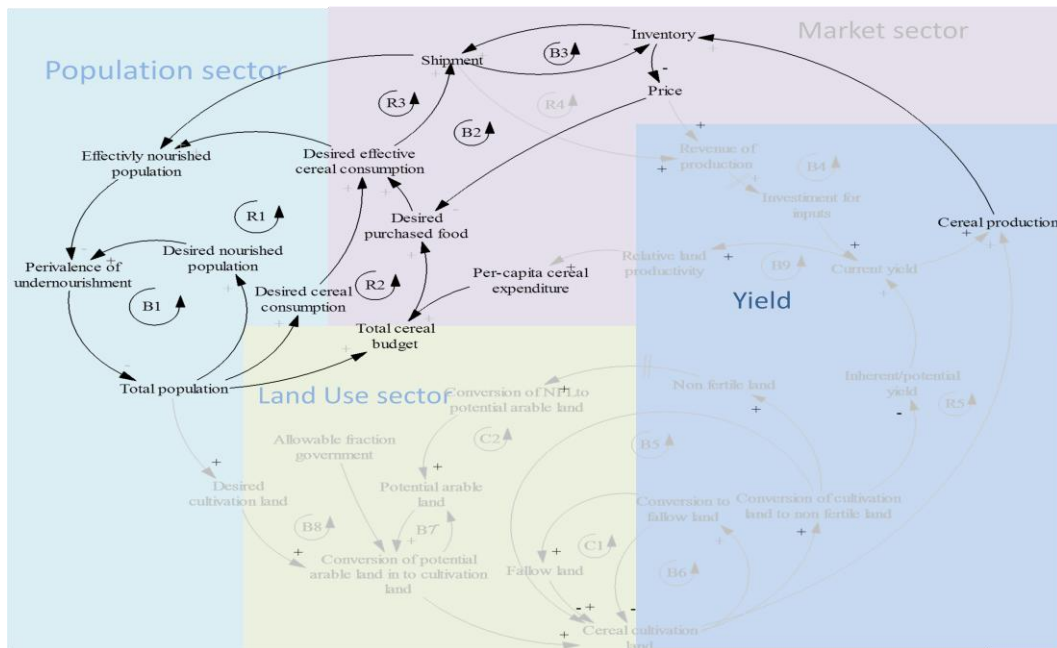 Market sector
Population sector
Inventory
B3
Shipment
Price
R3
R4
B2
Effectivly nourished
population
Desired effective
cereal consumption
Revenue of
production
B4
Investiment for
inputs
R1
Desired
purchased food
Cereal production
Desired nourished
population
Perivalence of
undernourishment
B1
Desired cereal
consumption
R2
Per-capita cereal
expenditure
Relative land
productivity
B9
Current yield
Yield
Total cereal
budget
Total population
Land Use sector
Conversion of NPLto
potential arable land
Non fertile land
Inherent/potential
yield
R5
Allowable fraction
government
C2
B5
Desired
cultivation land
Potential arable
land
Conversion to
fallow land
Conversion of cultivation
land to non fertile land
B8
B7
C1
Conversion of potential
arable land in to cultivation
land
Fallow land
B6
Cereal cultivation
land